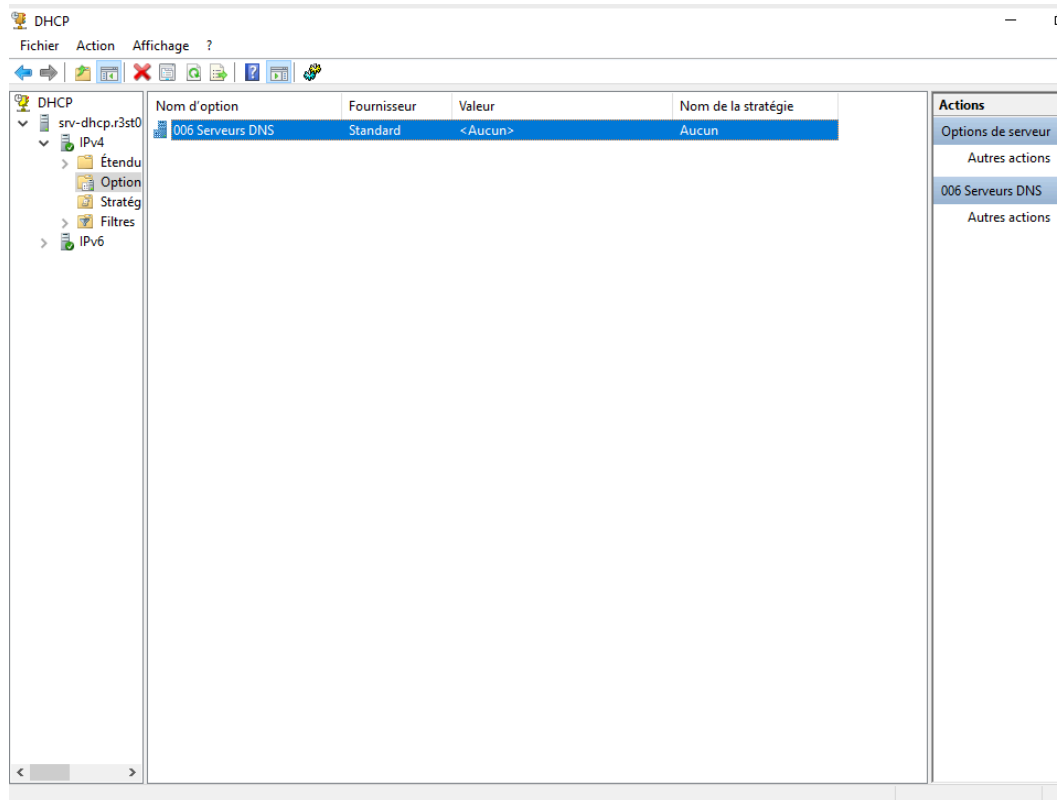 DHCP
Fichier Action Affichage ?
DHCP
srv-dhcp.r3st0
IPv4
Étendu
Option
Stratég
Filtres
IPv6
Nom d'option Fournisseur Valeur Nom de la stratégie
006 Serveurs DNS Standard <Aucun> Aucun
Actions
Options de serveur
Autres actions
006 Serveurs DNS
Autres actions